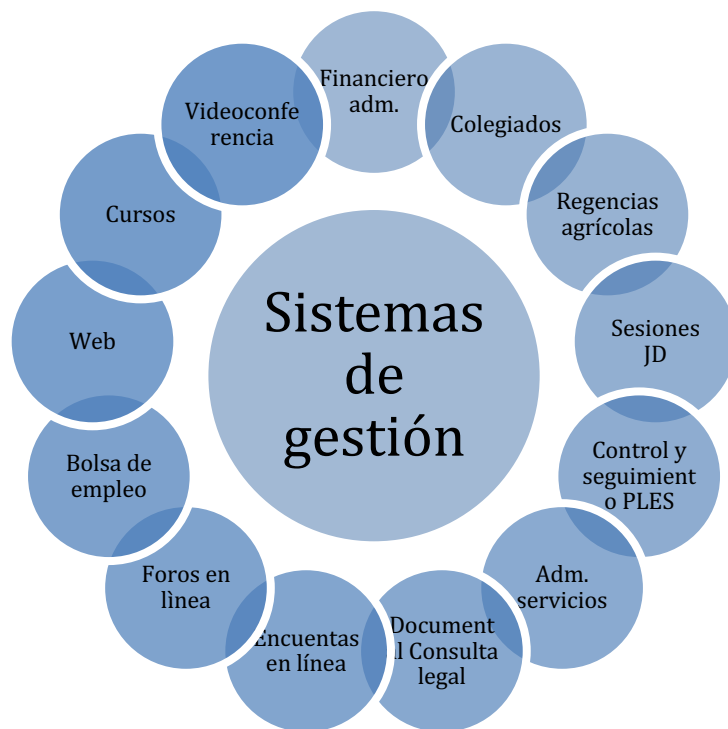 Financiero
adm.
Colegiados
Regencias
agrícolas
Sesiones
JD
Control y
seguimient
o PLES
Adm.
servicios
Document
al Consulta
legal
Encuentas
en línea
Foros en
lìnea
Bolsa de
empleo
Web
Cursos
Videoconfe
rencia
Sistemas
de
gestión